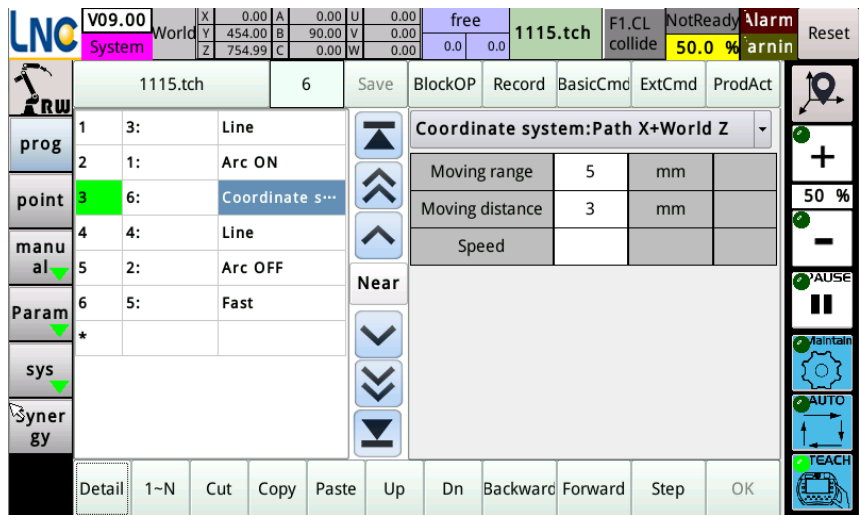 LNC
V09.00
System
World
X 0.00 A 0.00 U 0.00
Y 454.00 B 90.00 V 0.00
Z 754.99 C 0.00 W 0.00
free
0.0 0.0
1115.tch
F1.CL
collide
NotReady
50.0 %
Alarm
arnin
Reset
RW
1115.tch 6 Save BlockOP Record BasicCmd ExtCmd ProdAct
prog
point
manu
al
Param
sys
Syner
gy
1 3: Line
2 1: Arc ON
3 6: Coordinate s···
4 4: Line
5 2: Arc OFF
6 5: Fast
*
Near
Coordinate system:Path X+World Z
Moving range 5 mm
Moving distance 3 mm
Speed
+
50 %
-
PAUSE
Maintain
AUTO
TEACH
Detail 1~N Cut Copy Paste Up Dn Backward Forward Step OK